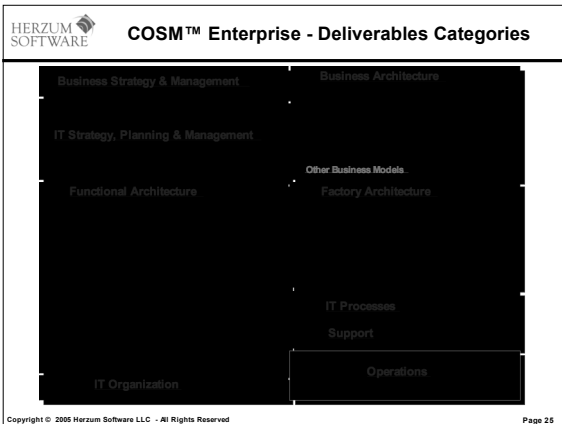 HERZUM
SOFTWARE
COSM™ Enterprise - Deliverables Categories
Business Strategy & Management
Business Architecture
IT Strategy, Planning & Management
Other Business Models
Functional Architecture
Factory Architecture
IT Processes
Support
Operations
IT Organization
Copyright © 2005 Herzum Software LLC - All Rights Reserved
Page 25